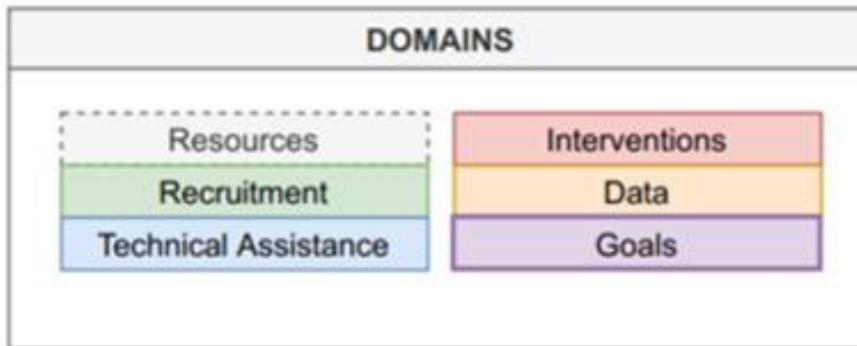 DOMAINS
Resources
Recruitment
Technical Assistance
Interventions
Data
Goals